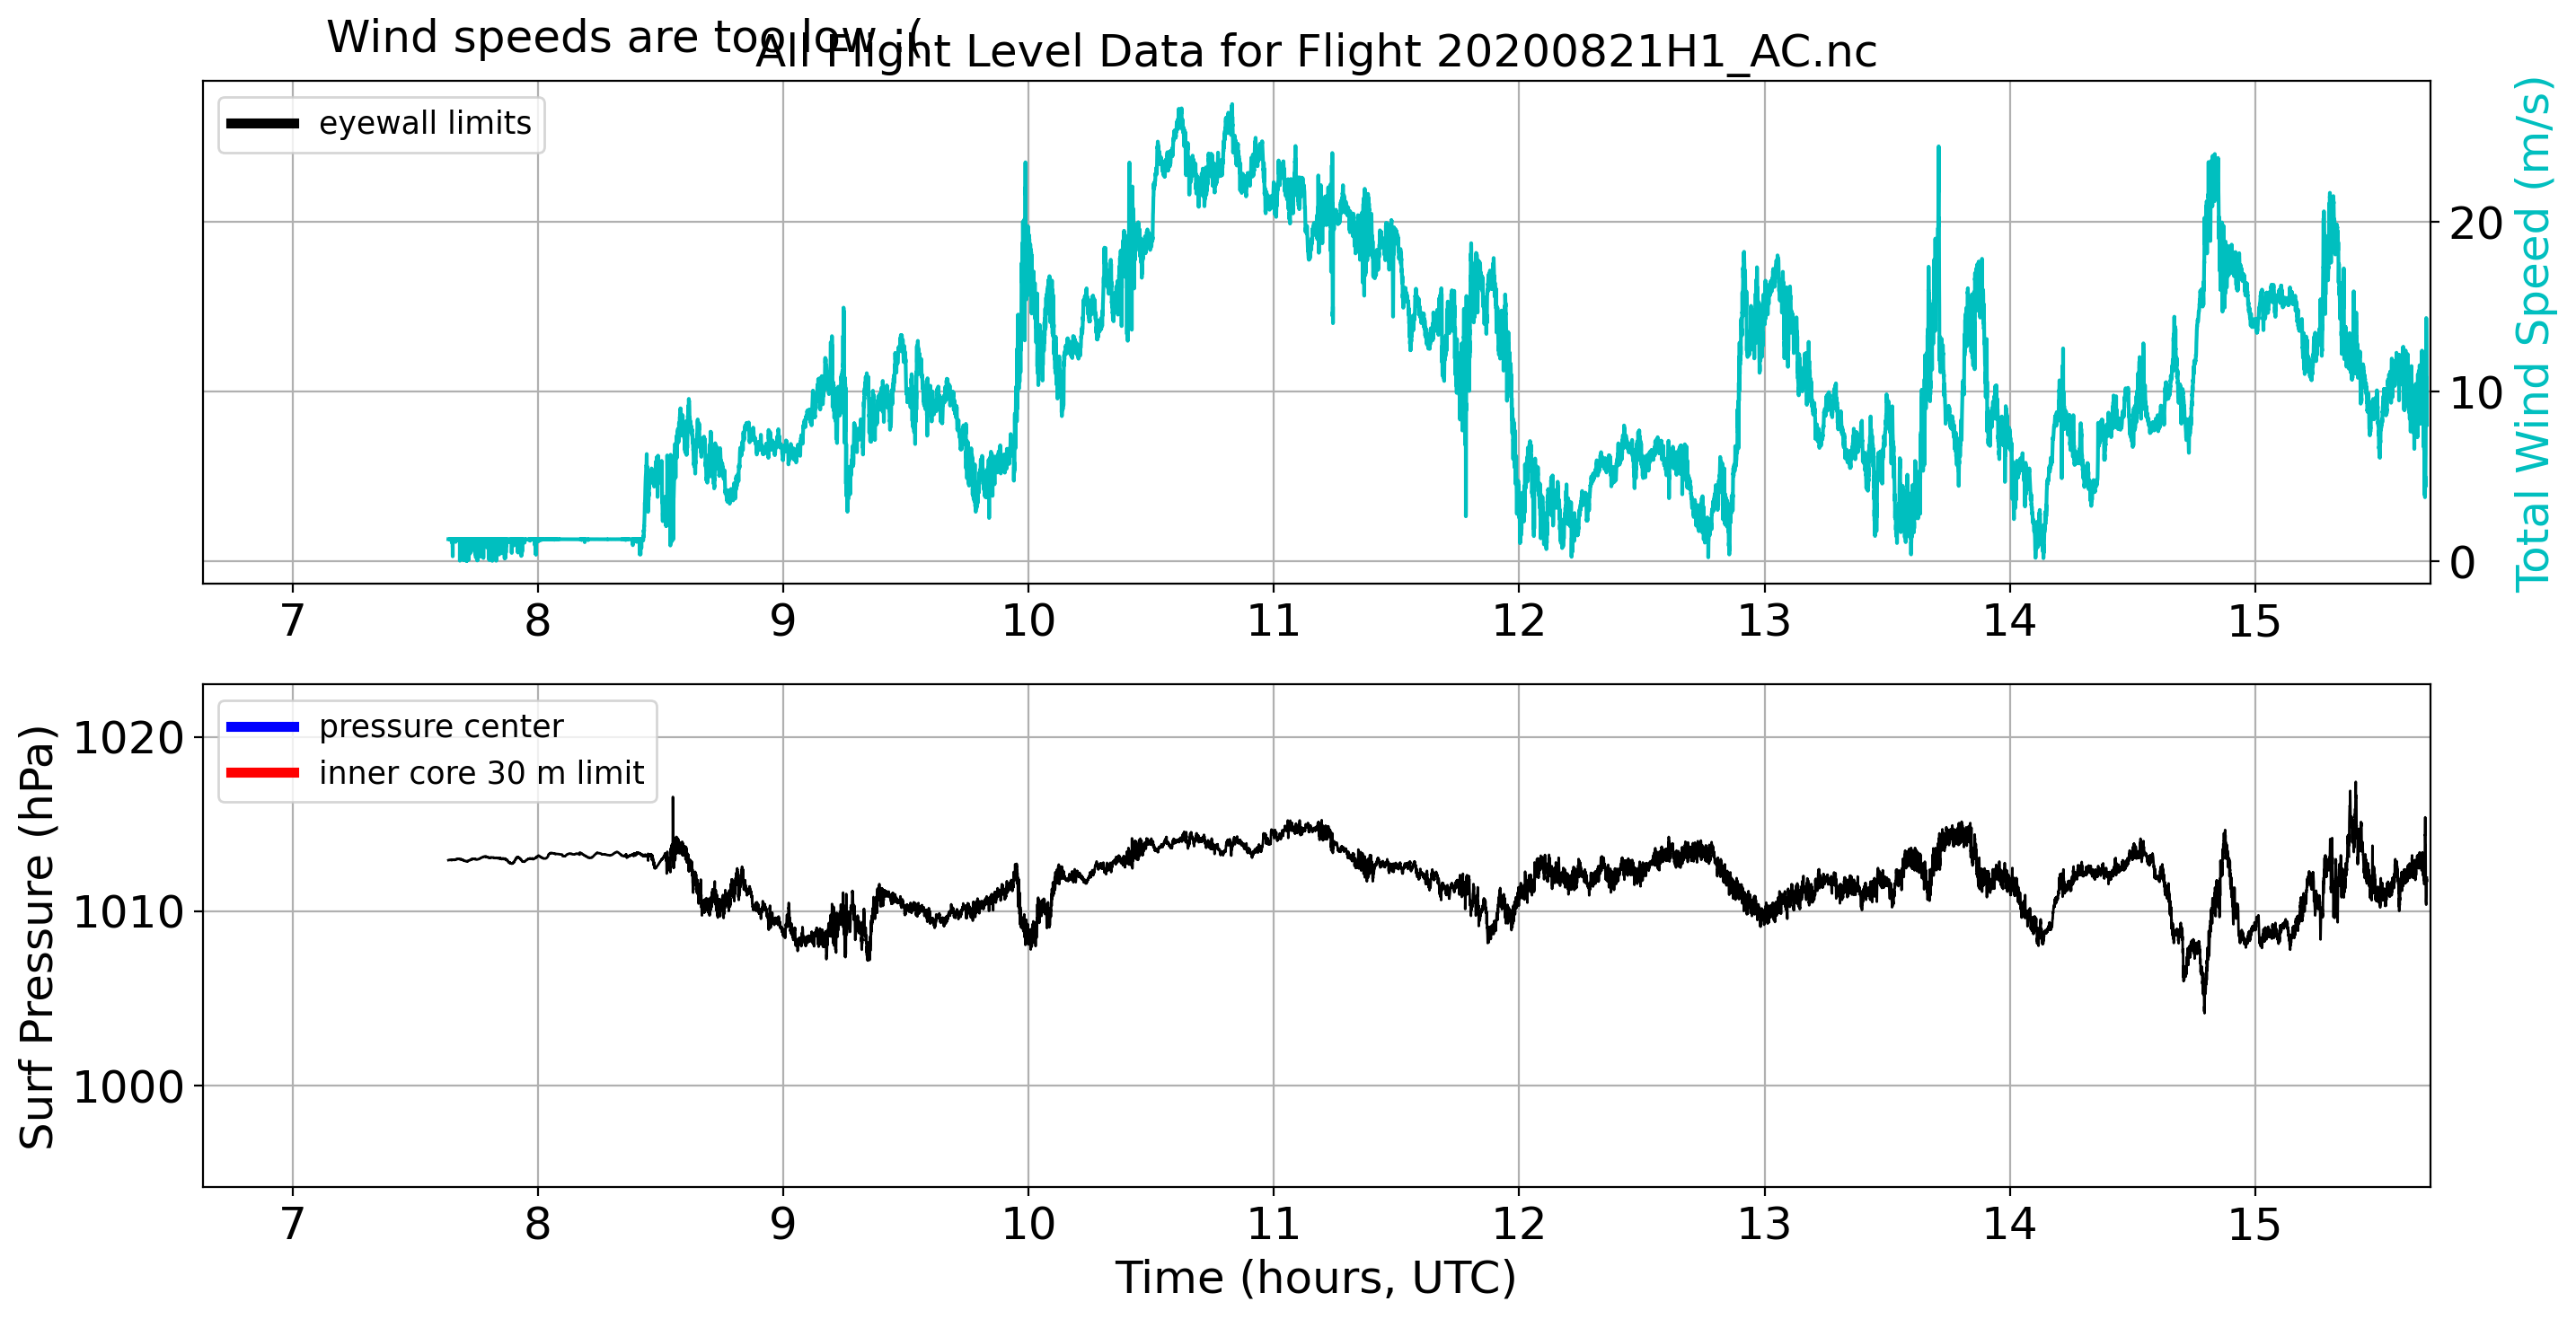 Wind speeds are too low :(
All Flight Level Data for Flight 20200821H1_AC.nc
eyewall limits
20
10
0
Total Wind Speed (m/s)
7 8 9 10 11 12 13 14 15
pressure center
inner core 30 m limit
1020
1010
1000
Surf Pressure (hPa)
7 8 9 10 11 12 13 14 15
Time (hours, UTC)